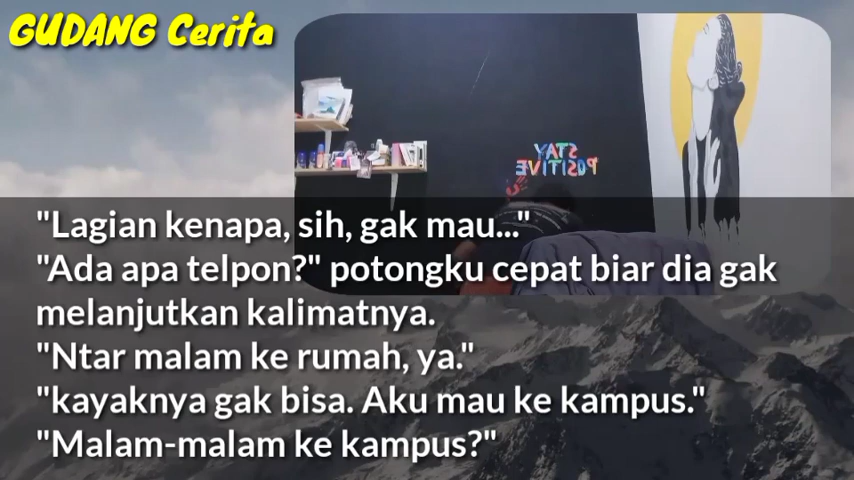 GUDANG Cerita
STAY
POSITIVE
"Lagian kenapa, sih, gak mau..."
"Ada apa telpon?" potongku cepat biar dia gak
melanjutkan kalimatnya.
"Ntar malam ke rumah, ya."
"kayaknya gak bisa. Aku mau ke kampus."
"Malam-malam ke kampus?"